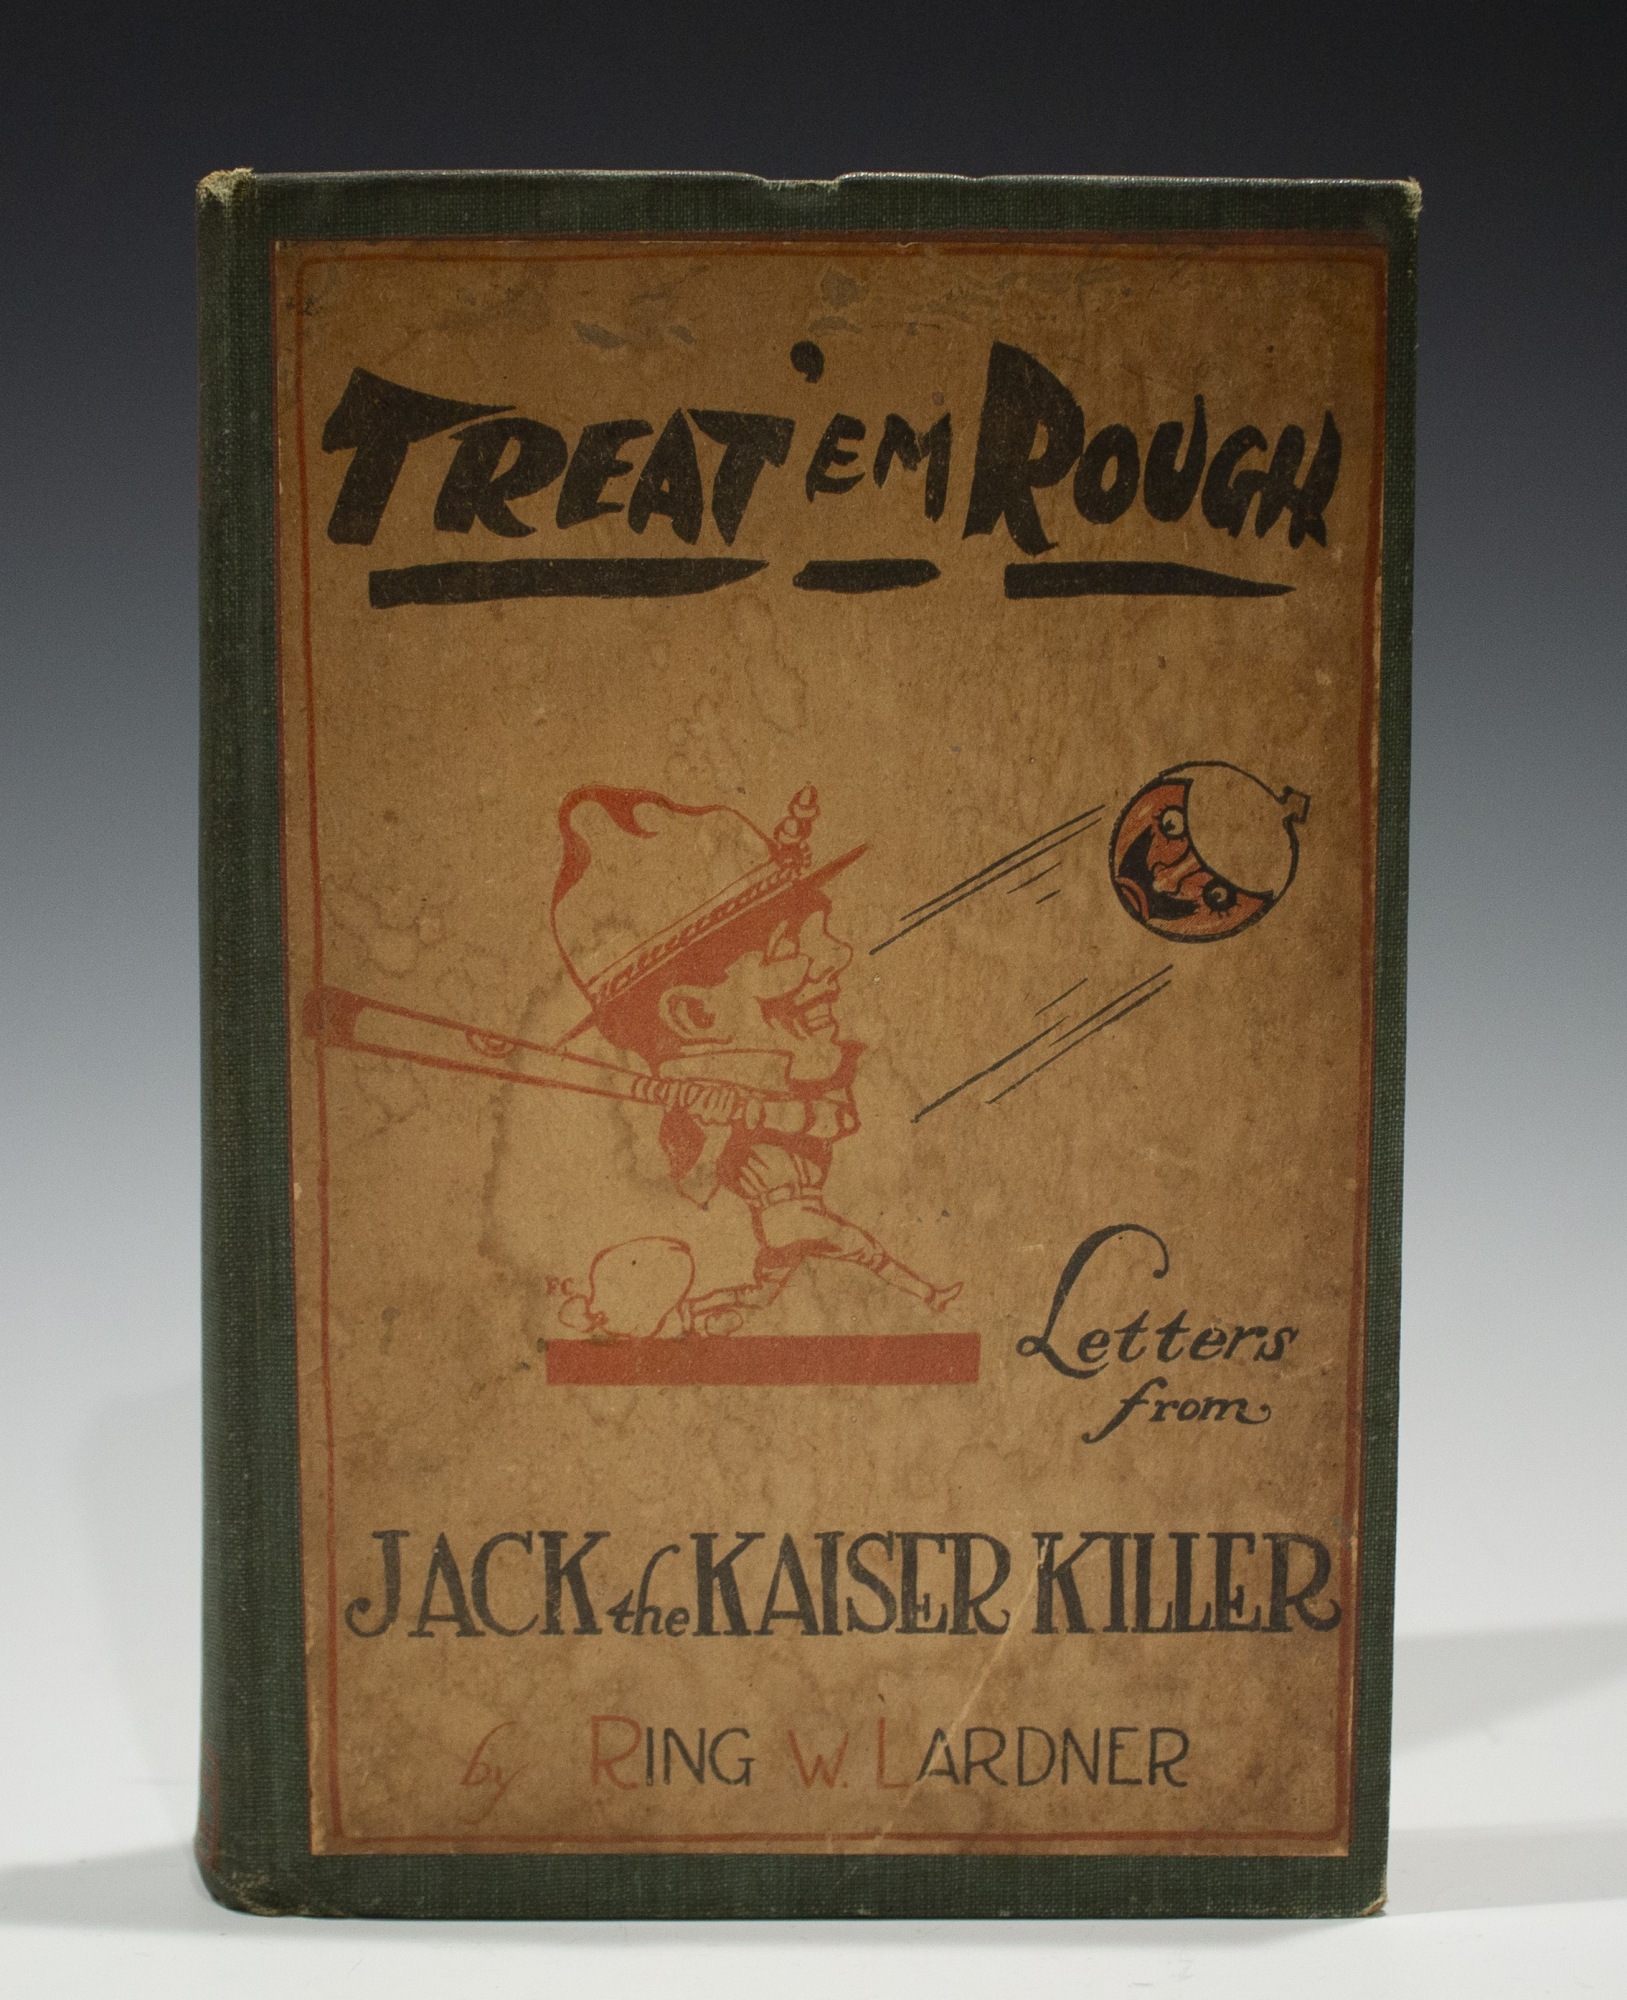 TREAT 'EM ROUGH
F.C.
Letters
from
JACK the KAISER KILLER
by RING W. LARDNER